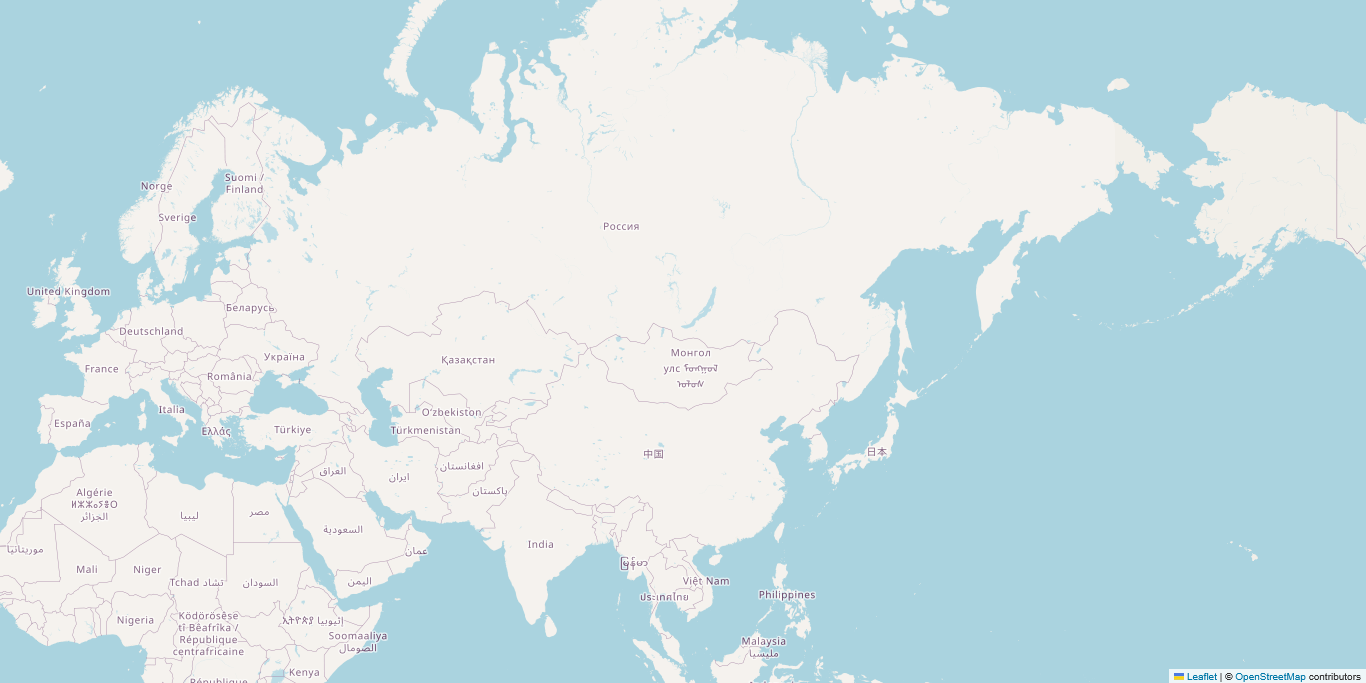 Norge
Suomi /
Finland
Sverige
Россия
United Kingdom
Беларусь
Deutschland
Україна
Монгол
улс
France
Қазақстан
România
Italia
Oʻzbekiston
España
Ελλάς
Türkiye
Türkmenistan
日本
中国
العراق
ایران
افغانستان
پاکستان
Algérie
ⵍⵣⵣⴰⵢⴻⵔ
الجزائر
ليبيا
مصر
السعودية
India
موريتانيا
عمان
Mali
Niger
Tchad تشاد
السودان
اليمن
မြန်မာ
Việt Nam
ประเทศไทย
Philippines
Nigeria
Ködörösêse
tî Bêafrîka /
République
centrafricaine
ኢትዮጵያ إثيوبيا
Soomaaliya
الصومال
Malaysia
مليسيا
Kenya
République
Leaflet | © OpenStreetMap contributors